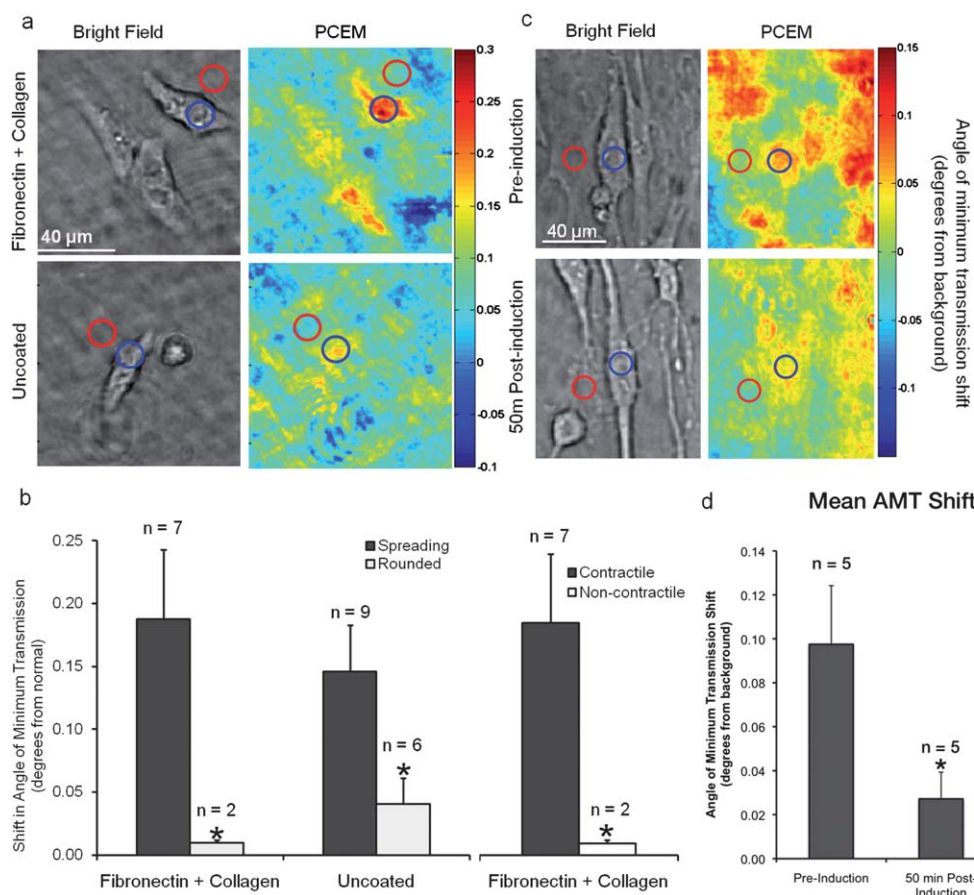 a
Bright Field
PCEM
Fibronectin + Collagen
40 µm
Uncoated
0.3
0.25
0.2
0.15
0.1
0.05
0
-0.05
-0.1
c
Bright Field
PCEM
Pre-induction
40 µm
50m Post-induction
0.15
0.1
0.05
0
-0.05
-0.1
Angle of minimum transmission shift
(degrees from background)
b
Shift in Angle of Minimum Transmission
(degrees from normal)
0.25
0.20
0.15
0.10
0.05
0.00
n = 7
n = 2
*
n = 9
n = 6
*
Spreading
Rounded
Fibronectin + Collagen
Uncoated
n = 7
n = 2
*
Contractile
Non-contractile
Fibronectin + Collagen
d
Mean AMT Shift
Angle of Minimum Transmission Shift
(degrees from background)
0.14
0.12
0.10
0.08
0.06
0.04
0.02
0.00
n = 5
n = 5
*
Pre-Induction
50 min Post-
Induction